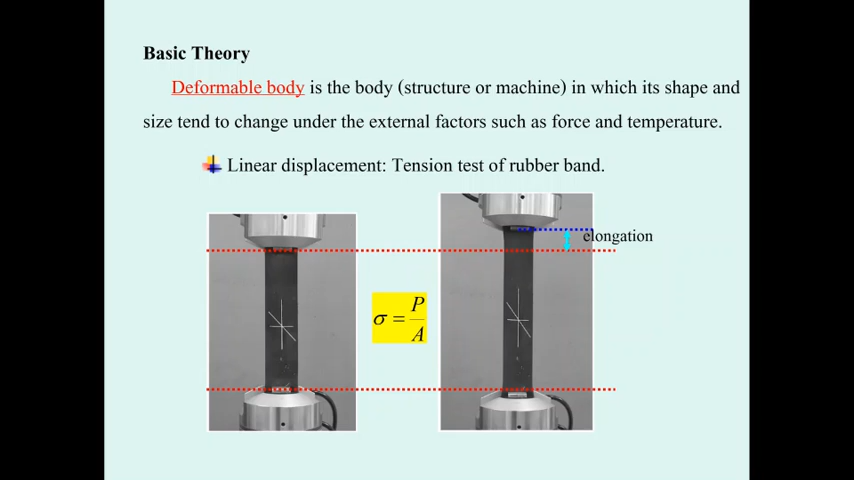 Basic Theory
Deformable body is the body (structure or machine) in which its shape and
size tend to change under the external factors such as force and temperature.
Linear displacement: Tension test of rubber band.
elongation
σ = P/A